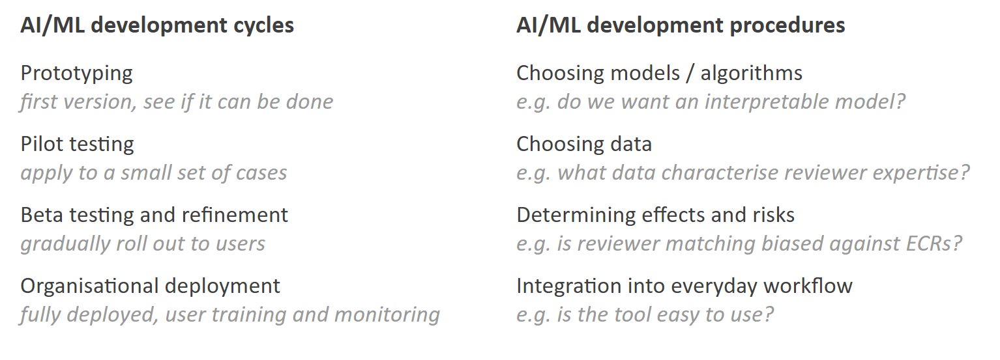 AI/ML development cycles
Prototyping
first version, see if it can be done
Pilot testing
apply to a small set of cases
Beta testing and refinement
gradually roll out to users
Organisational deployment
fully deployed, user training and monitoring
AI/ML development procedures
Choosing models / algorithms
e.g. do we want an interpretable model?
Choosing data
e.g. what data characterise reviewer expertise?
Determining effects and risks
e.g. is reviewer matching biased against ECRs?
Integration into everyday workflow
e.g. is the tool easy to use?